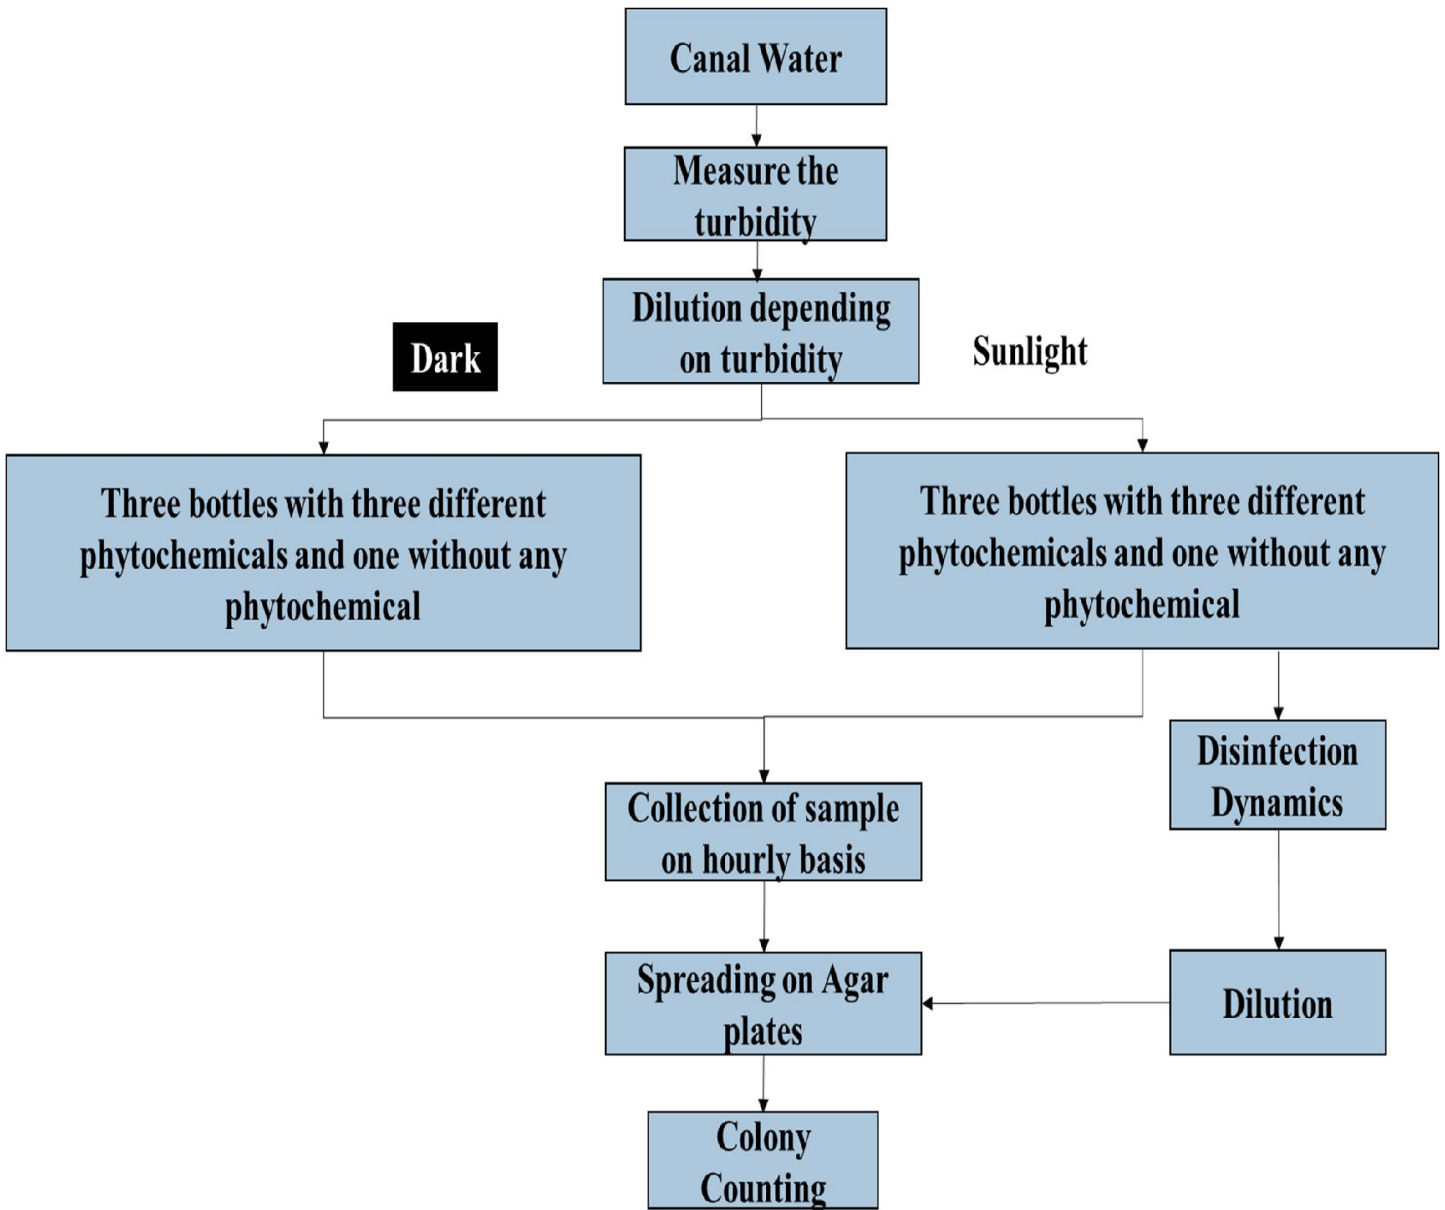 Canal Water
Measure the
turbidity
Dilution depending
on turbidity
Dark
Sunlight
Three bottles with three different
phytochemicals and one without any
phytochemical
Three bottles with three different
phytochemicals and one without any
phytochemical
Disinfection
Dynamics
Collection of sample
on hourly basis
Spreading on Agar
plates
Dilution
Colony
Counting